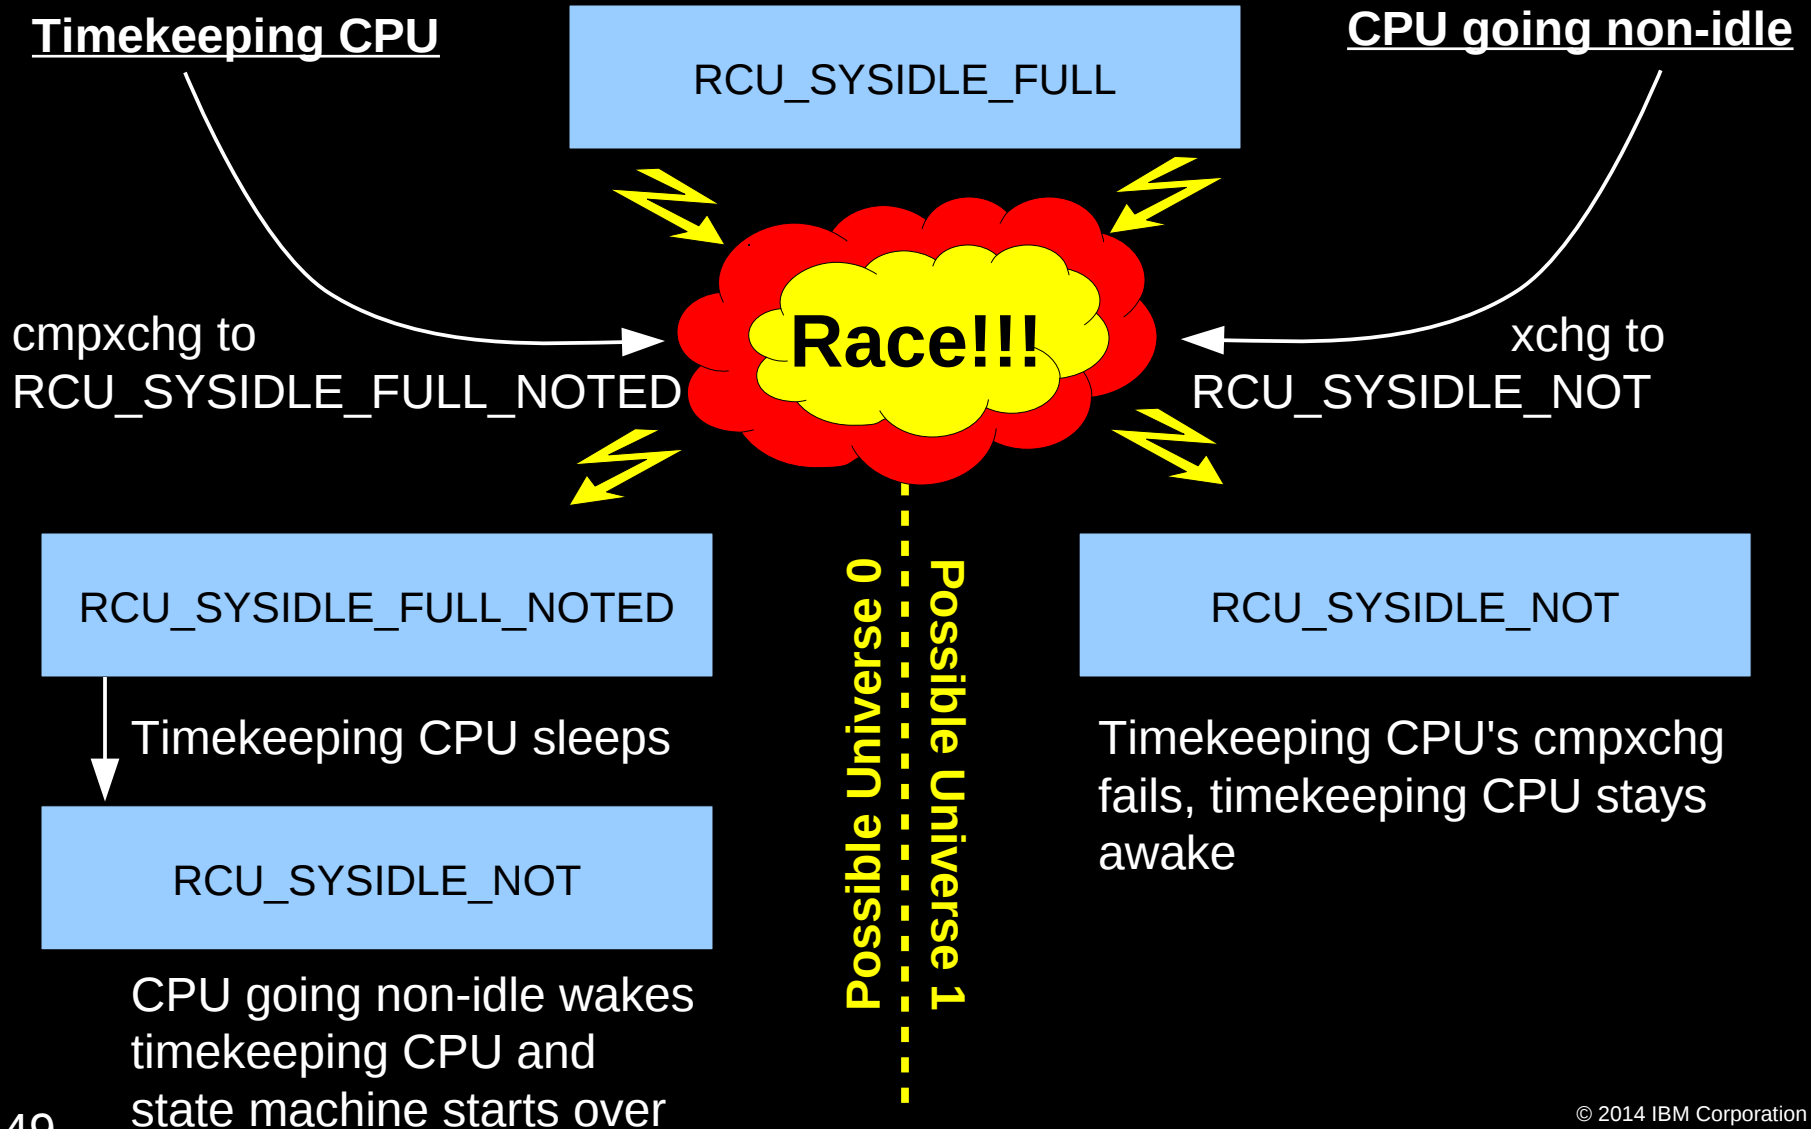 Timekeeping CPU
RCU_SYSIDLE_FULL
CPU going non-idle
Race!!!
cmpxchg to
RCU_SYSIDLE_FULL_NOTED
xchg to
RCU_SYSIDLE_NOT
RCU_SYSIDLE_FULL_NOTED
Timekeeping CPU sleeps
RCU_SYSIDLE_NOT
CPU going non-idle wakes
timekeeping CPU and
state machine starts over
Possible Universe 0
Possible Universe 1
RCU_SYSIDLE_NOT
Timekeeping CPU's cmpxchg
fails, timekeeping CPU stays
awake
49
© 2014 IBM Corporation